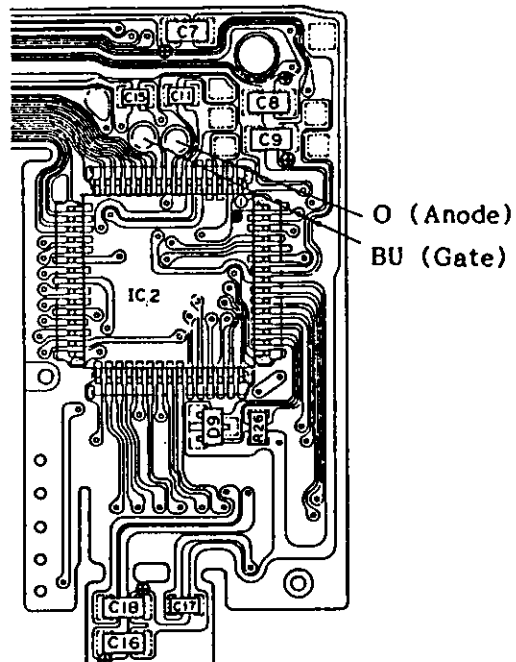 C7
C15 C11
C8
C9
O (Anode)
BU (Gate)
IC2
D9 R26
C18 C17
C16